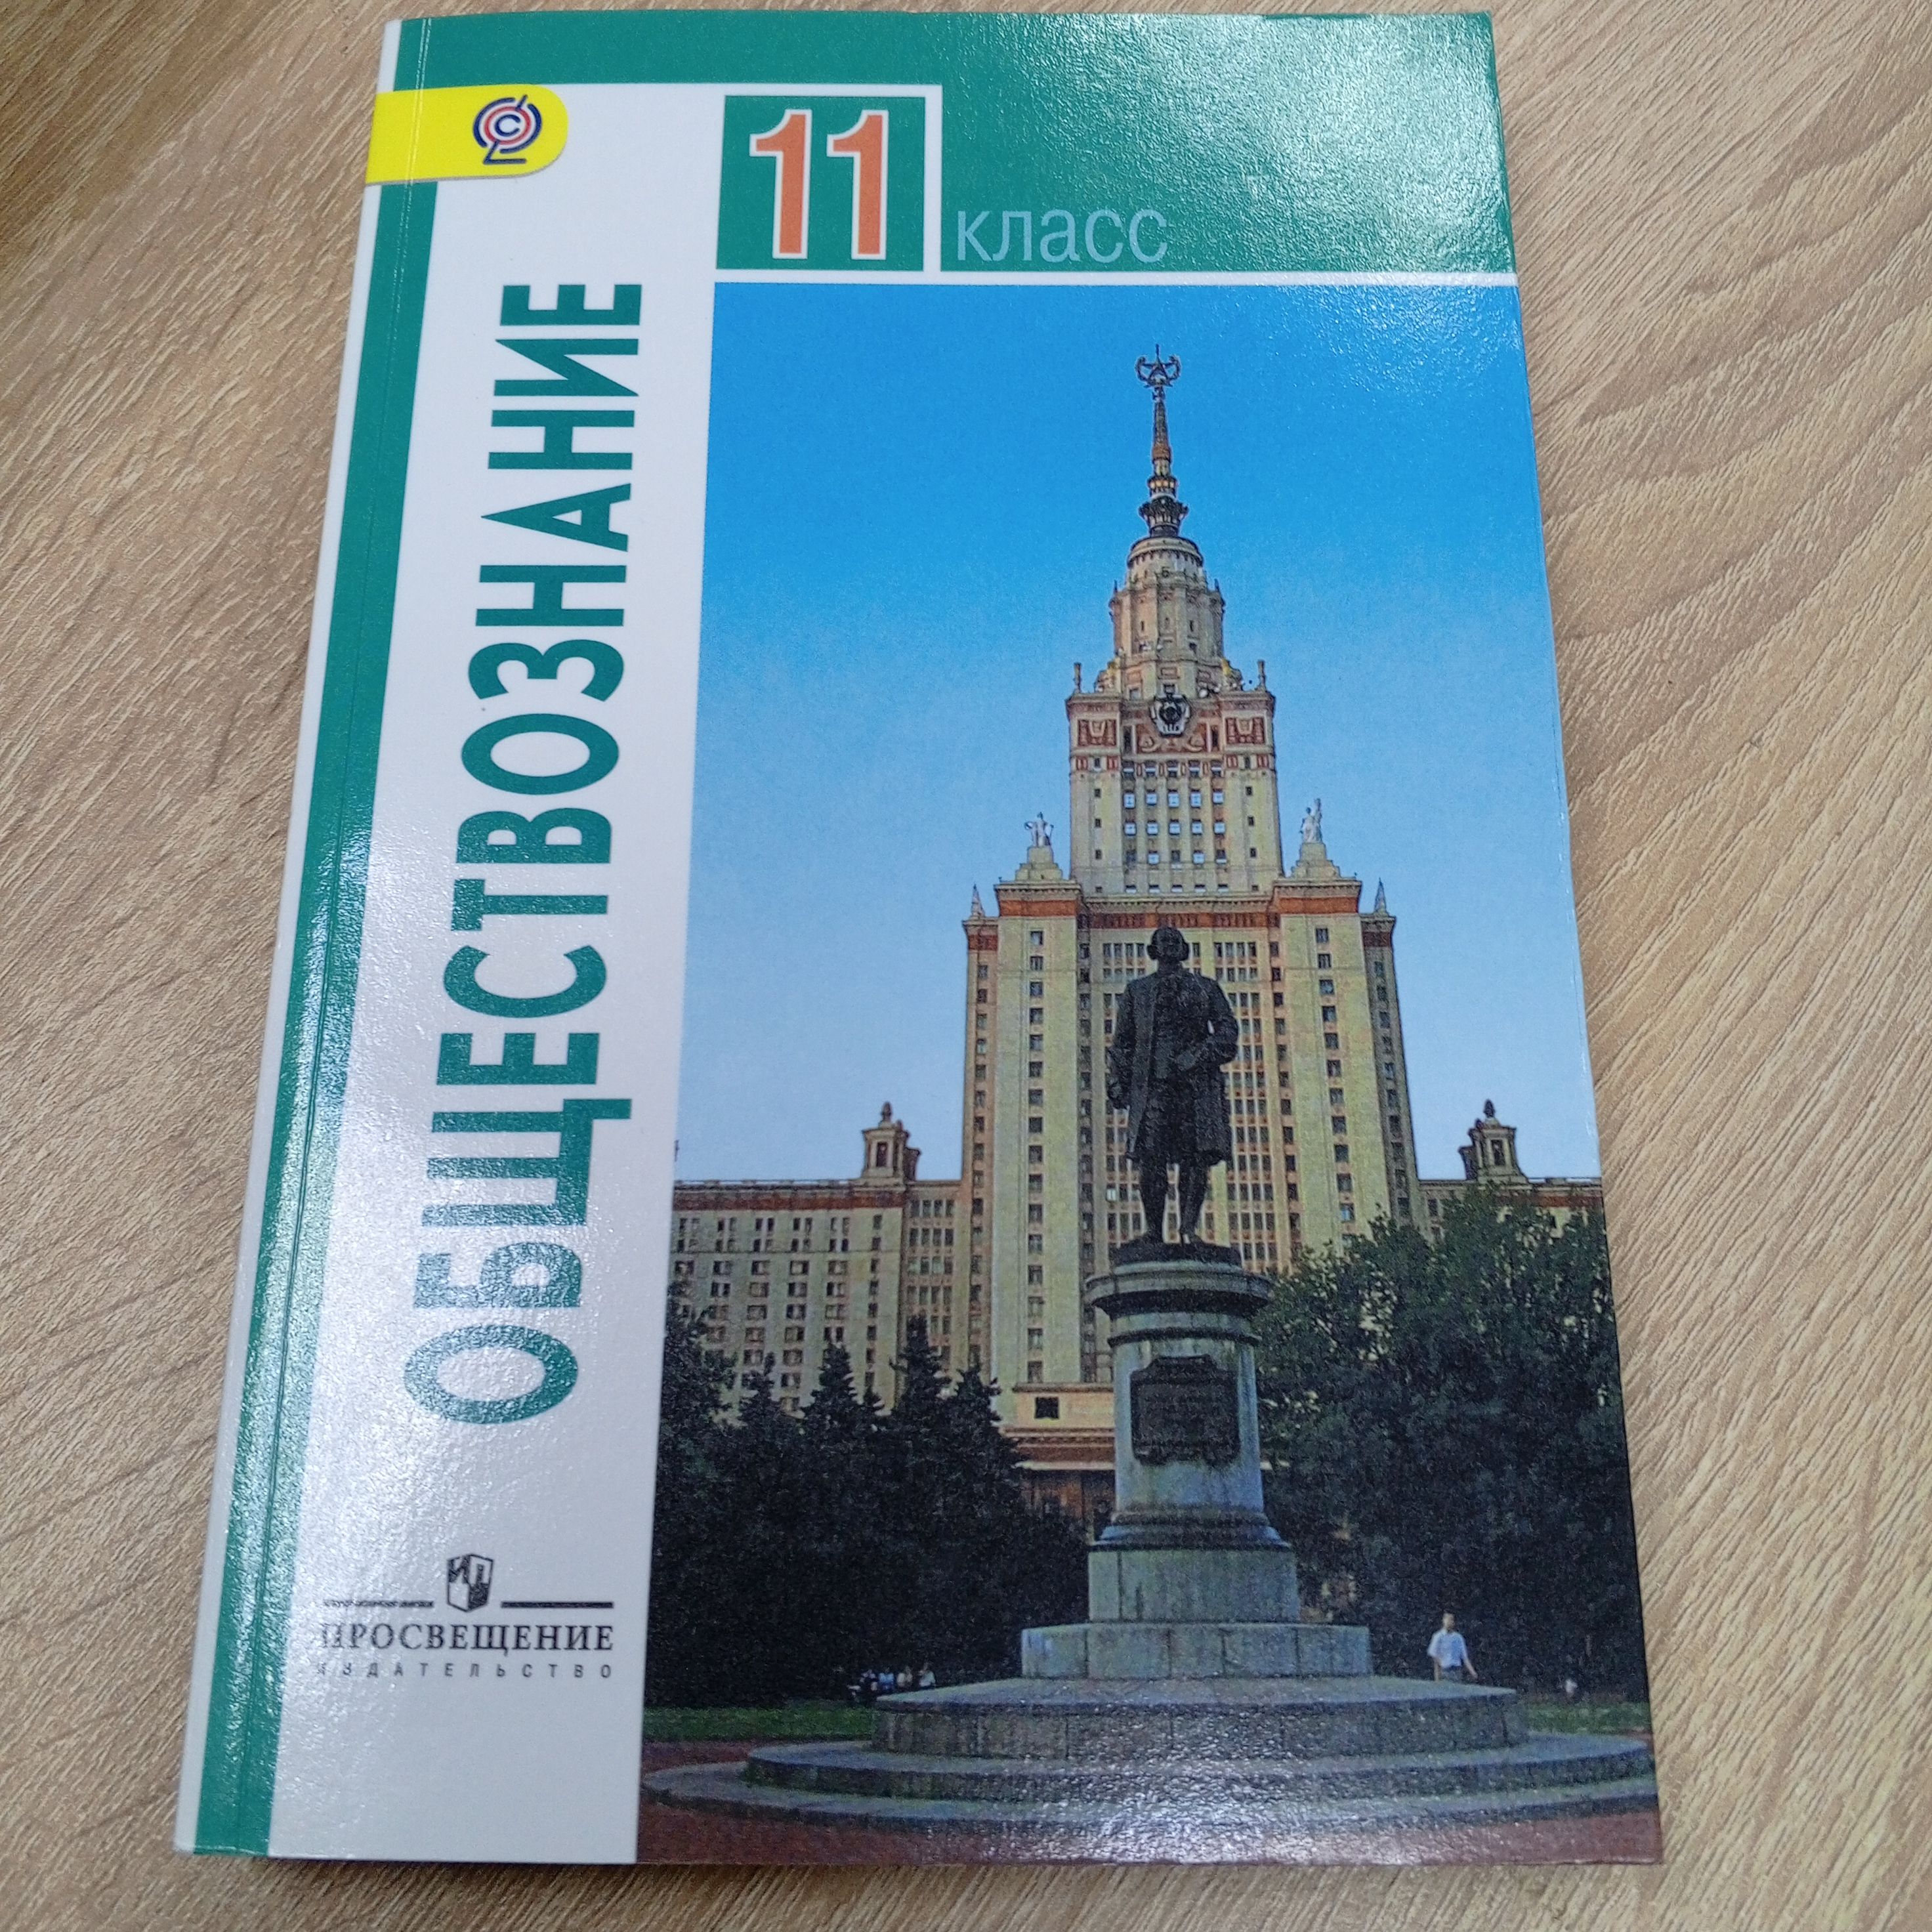 11
класс
ОБЩЕСТВОЗНАНИЕ
ПРОСВЕЩЕНИЕ
ИЗДАТЕЛЬСТВО